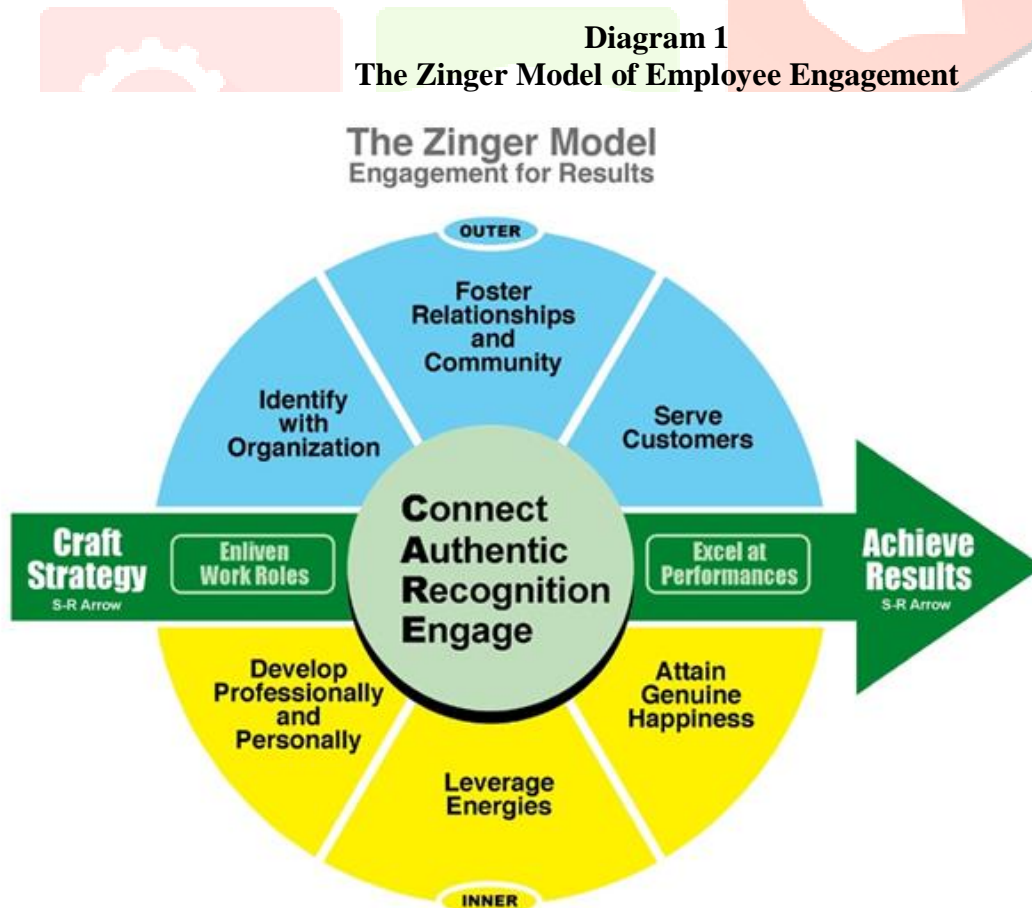 Diagram 1
The Zinger Model of Employee Engagement
The Zinger Model
Engagement for Results
OUTER
Foster
Relationships
and
Community
Identify
with
Organization
Serve
Customers
Craft
Strategy
S-R Arrow
Enliven
Work Roles
Connect
Authentic
Recognition
Engage
Excel at
Performances
Achieve
Results
S-R Arrow
Develop
Professionally
and
Personally
Leverage
Energies
Attain
Genuine
Happiness
INNER